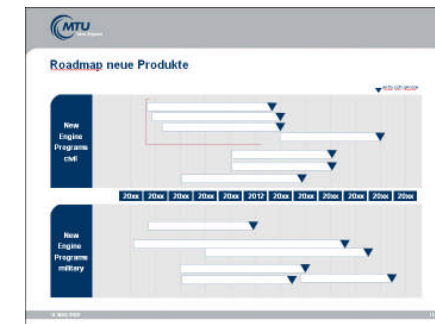 MTU
Roadmap neue Produkte
New
Engine
Programs
civil
20xx 20xx 20xx 20xx 20xx 2012 20xx 20xx 20xx 20xx 20xx
New
Engine
Programs
military